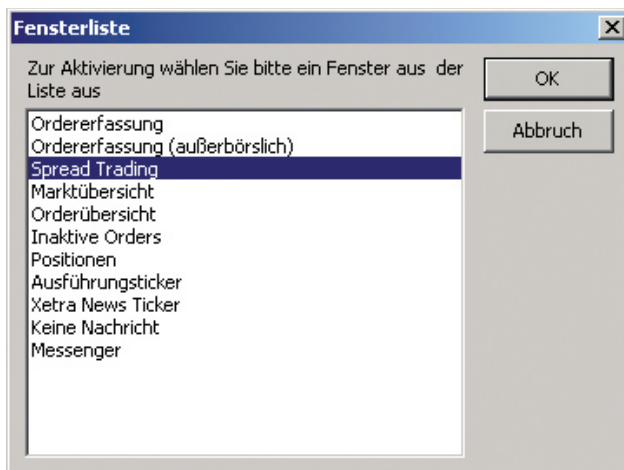 Fensterliste
Zur Aktivierung wählen Sie bitte ein Fenster aus der
Liste aus
OK
Abbruch
Ordererfassung
Ordererfassung (außerbörslich)
Spread Trading
Marktübersicht
Orderübersicht
Inaktive Orders
Positionen
Ausführungsticker
Xetra News Ticker
Keine Nachricht
Messenger